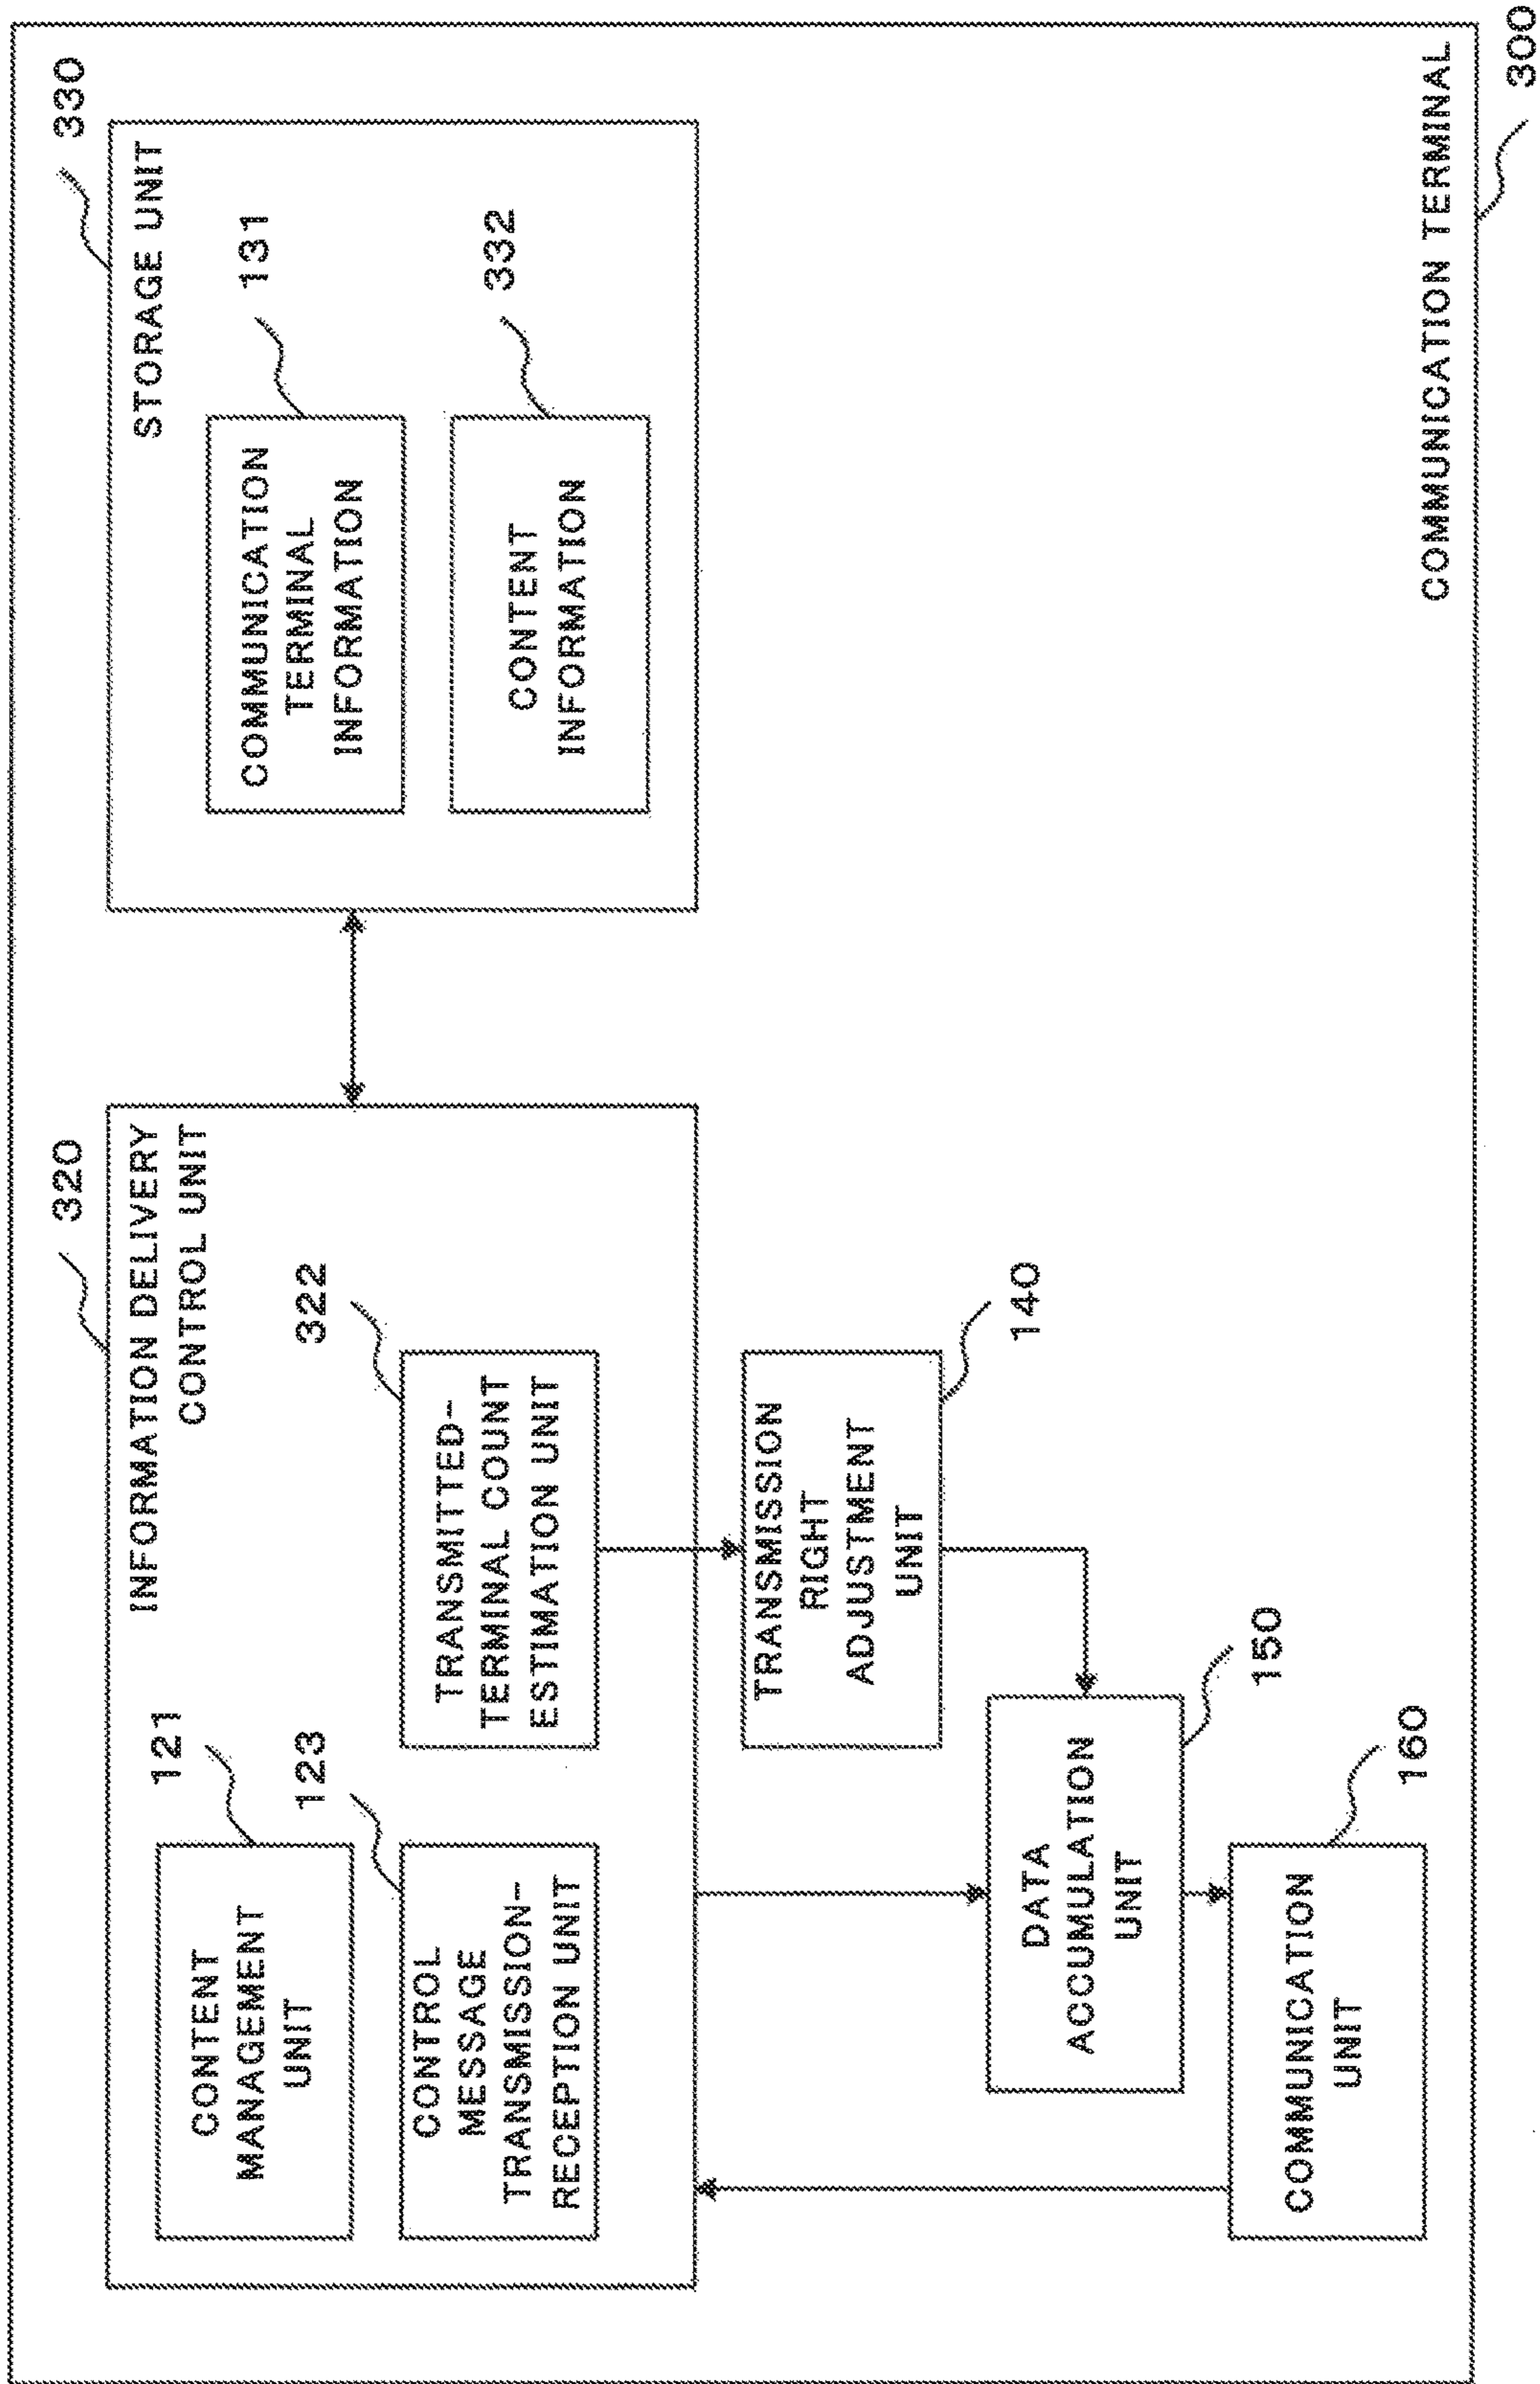 320
INFORMATION DELIVERY
CONTROL UNIT
121
CONTENT
MANAGEMENT
UNIT
123
CONTROL
MESSAGE
TRANSMISSION-
RECEPTION UNIT
322
TRANSMITTED-
TERMINAL COUNT
ESTIMATION UNIT
330
STORAGE UNIT
131
COMMUNICATION
TERMINAL
INFORMATION
332
CONTENT
INFORMATION
TRANSMISSION
RIGHT
ADJUSTMENT
UNIT
140
DATA
ACCUMULATION
UNIT
150
COMMUNICATION
UNIT
160
COMMUNICATION TERMINAL
300